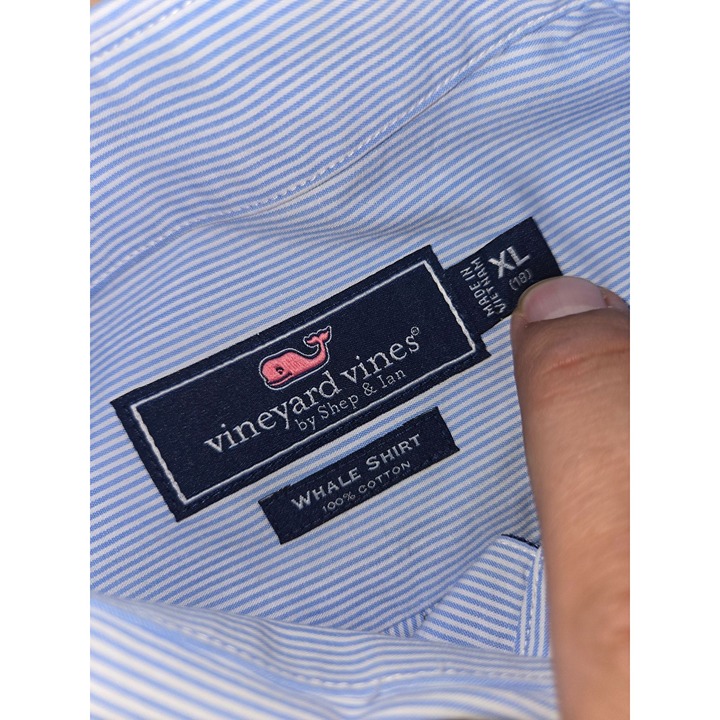 vineyard vines®
by Shep & Ian
WHALE SHIRT
100% COTTON
MADE IN
VIETNAM
XL
(18)